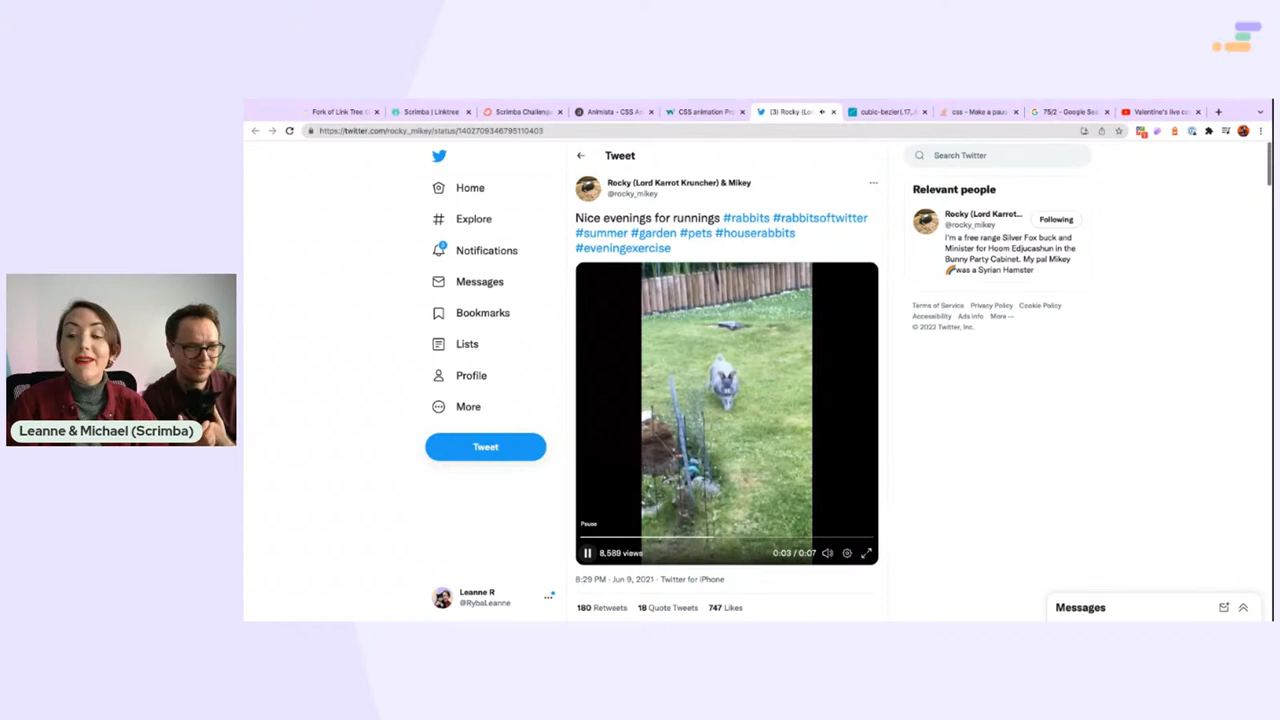 Fork of Link Tree
Scrimba | Linktree
Scrimba Challenge
Animista - CSS An
CSS animation Pro
(3) Rocky (Lo
cubic-bezier(.17,.
css - Make a paus
75/2 - Google Sea
Valentine's live co
https://twitter.com/rocky_mikey/status/1402709346795110403
Home
Explore
Notifications
Messages
Bookmarks
Lists
Profile
More
Tweet
Leanne R
@RybaLeanne
Tweet
Rocky (Lord Karrot Kruncher) & Mikey
@rocky_mikey
Nice evenings for runnings #rabbits #rabbitsoftwitter
#summer #garden #pets #houserabbits
#eveningexercise
Pause
8,589 views
0:03 / 0:07
8:29 PM · Jun 9, 2021 · Twitter for iPhone
180 Retweets 18 Quote Tweets 747 Likes
Search Twitter
Relevant people
Rocky (Lord Karrot...
@rocky_mikey
Following
I'm a free range Silver Fox buck and
Minister for Hoom Edjucashun in the
Bunny Party Cabinet. My pal Mikey
was a Syrian Hamster
Terms of Service Privacy Policy Cookie Policy
Accessibility Ads info More ···
© 2022 Twitter, Inc.
Messages
Leanne & Michael (Scrimba)